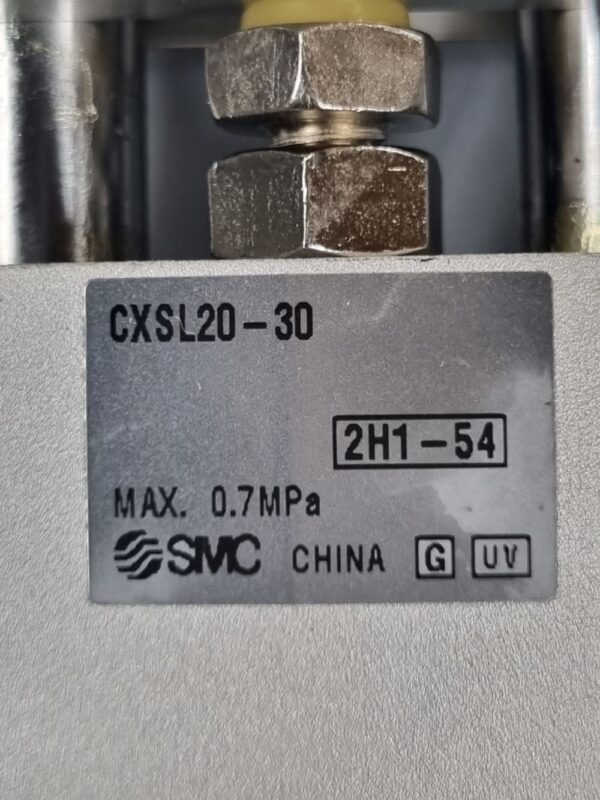 CXSL20-30
2H1-54
MAX. 0.7MPa
SMC CHINA G UV